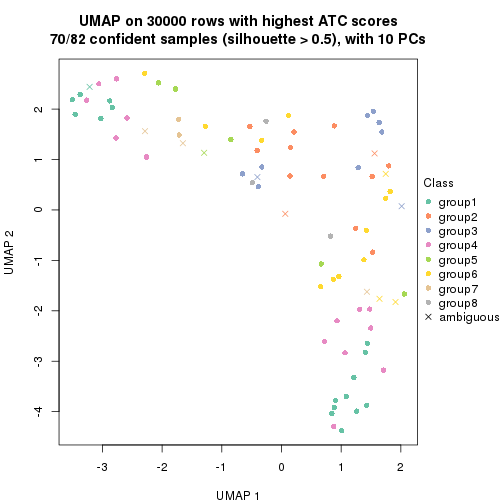 UMAP on 30000 rows with highest ATC scores
70/82 confident samples (silhouette > 0.5), with 10 PCs
2
1
0
-1
-2
-3
-4
UMAP 2
-3
-2
-1
0
1
2
UMAP 1
Class
group1
group2
group3
group4
group5
group6
group7
group8
ambiguous